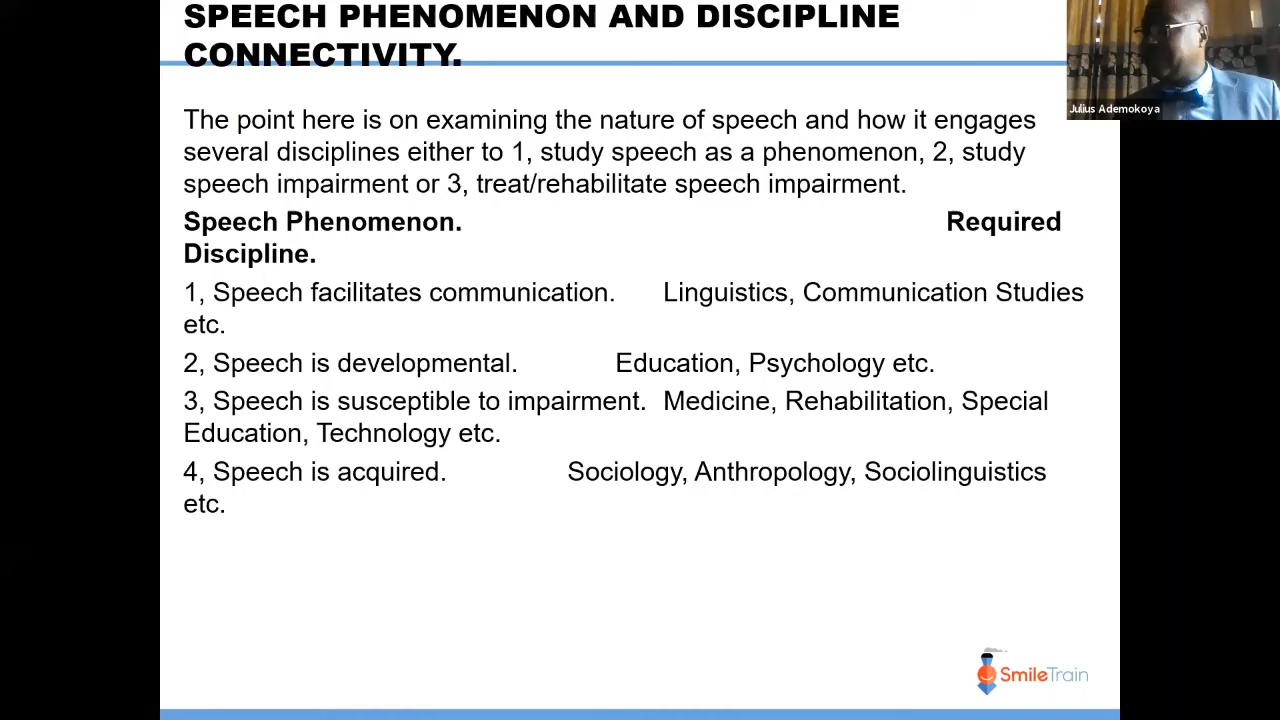 SPEECH PHENOMENON AND DISCIPLINE
CONNECTIVITY.
Julius Ademokoya
The point here is on examining the nature of speech and how it engages
several disciplines either to 1, study speech as a phenomenon, 2, study
speech impairment or 3, treat/rehabilitate speech impairment.
Speech Phenomenon. Required
Discipline.
1, Speech facilitates communication. Linguistics, Communication Studies
etc.
2, Speech is developmental. Education, Psychology etc.
3, Speech is susceptible to impairment. Medicine, Rehabilitation, Special
Education, Technology etc.
4, Speech is acquired. Sociology, Anthropology, Sociolinguistics
etc.
SmileTrain